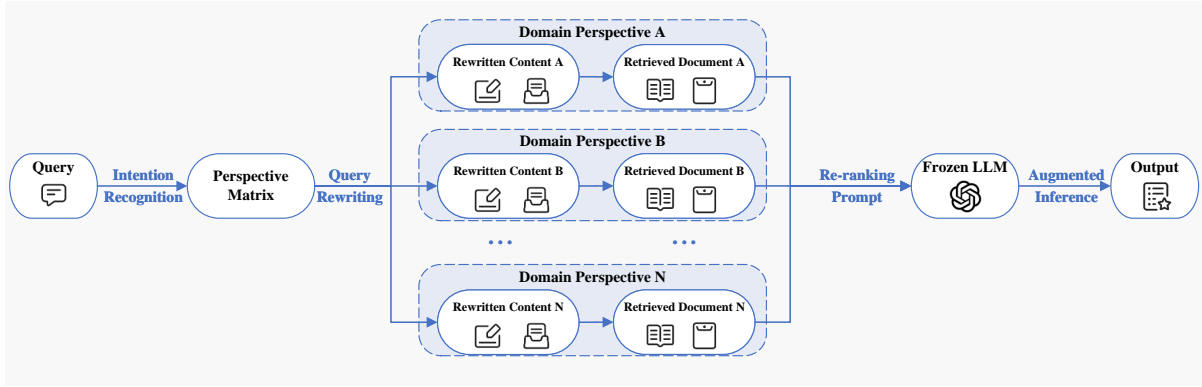 Query
Intention
Recognition
Perspective
Matrix
Query
Rewriting
Domain Perspective A
Rewritten Content A
Retrieved Document A
Domain Perspective B
Rewritten Content B
Retrieved Document B
...
...
Domain Perspective N
Rewritten Content N
Retrieved Document N
Re-ranking
Prompt
Frozen LLM
Augmented
Inference
Output